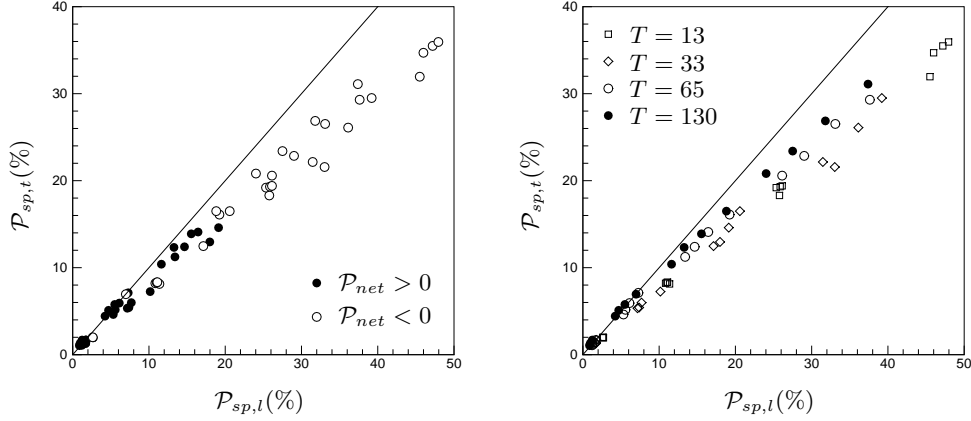 40
30
20
10
0
0 10 20 30 40 50
𝒫sp,t(%)
𝒫sp,l(%)
𝒫net > 0
𝒫net < 0
40
30
20
10
0
0 10 20 30 40 50
𝒫sp,t(%)
𝒫sp,l(%)
T = 13
T = 33
T = 65
T = 130